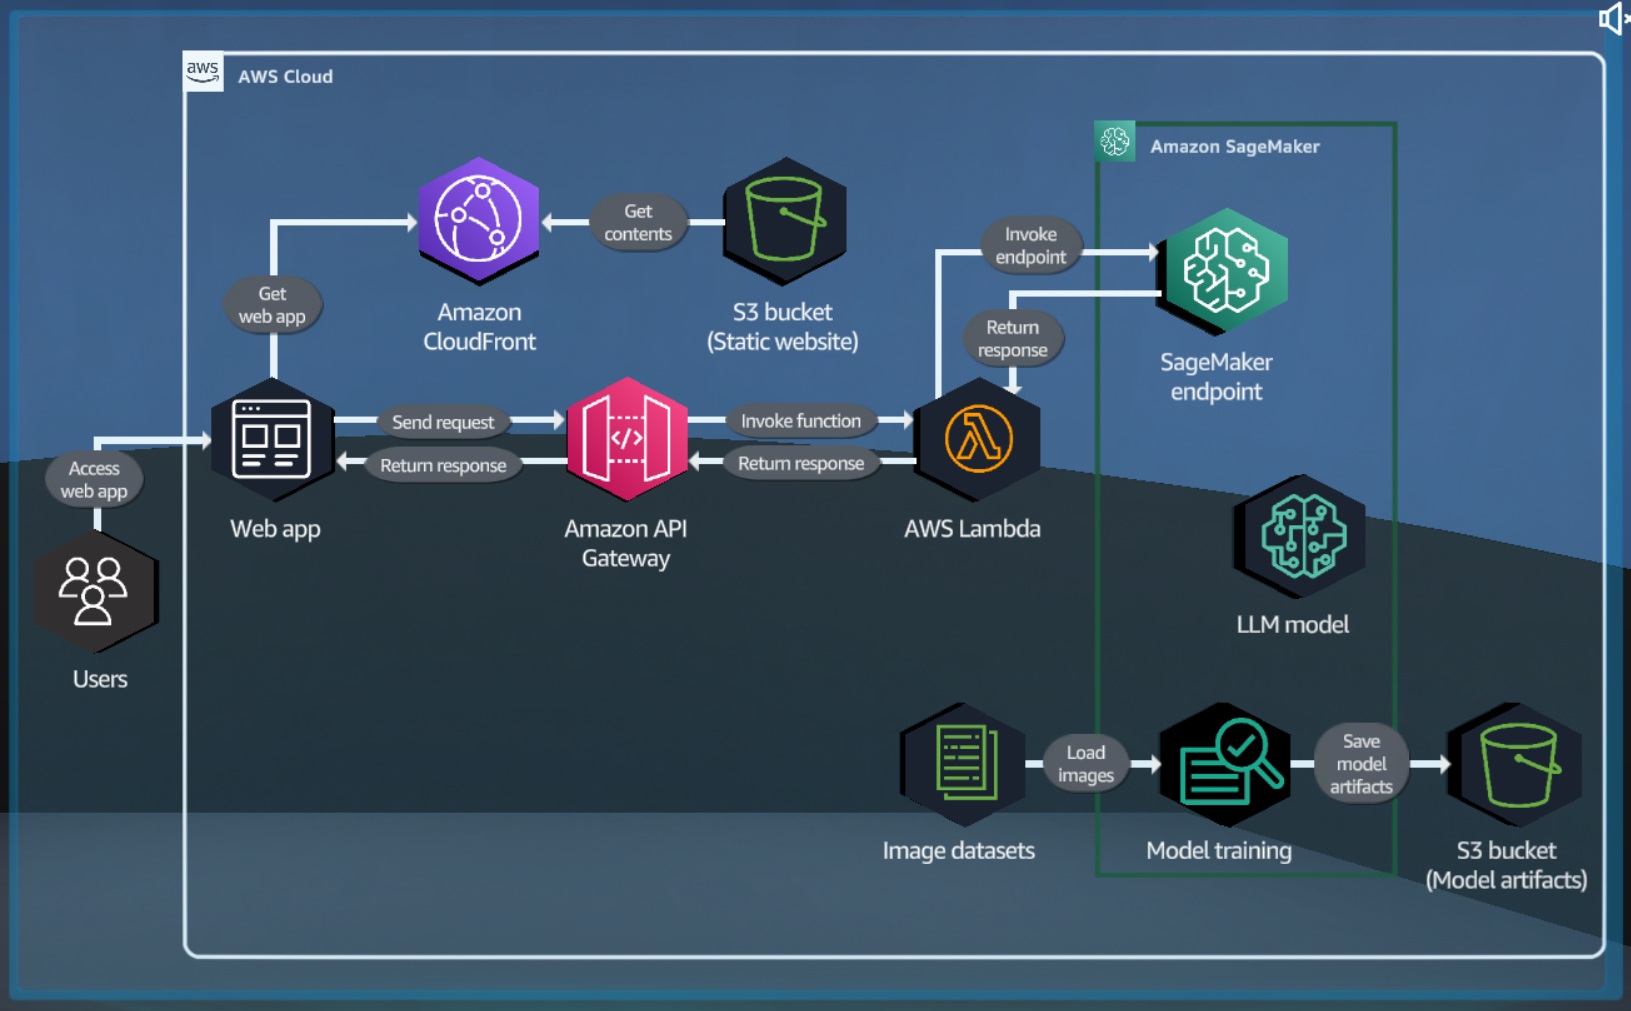 aws
AWS Cloud
Amazon SageMaker
Get
contents
Invoke
endpoint
Get
web app
Amazon
CloudFront
S3 bucket
(Static website)
Return
response
SageMaker
endpoint
Send request
Invoke function
Return response
Return response
Access
web app
Web app
Amazon API
Gateway
AWS Lambda
LLM model
Users
Load
images
Save
model
artifacts
Image datasets
Model training
S3 bucket
(Model artifacts)